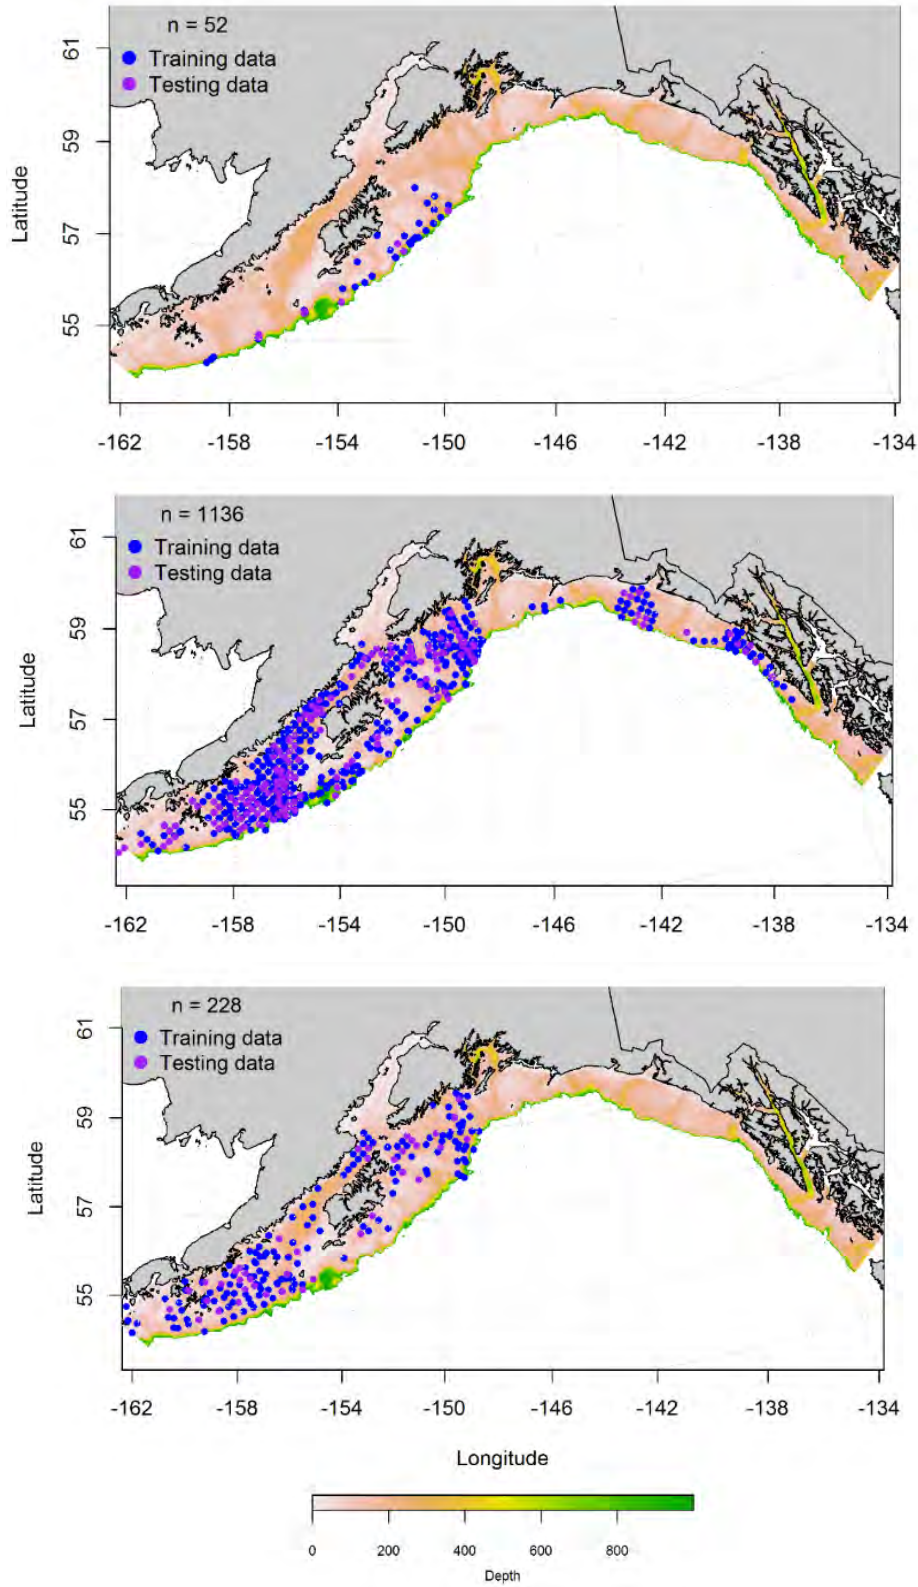 n = 52
Training data
Testing data
61
59
57
55
Latitude
-162 -158 -154 -150 -146 -142 -138 -134
n = 1136
Training data
Testing data
61
59
57
55
Latitude
-162 -158 -154 -150 -146 -142 -138 -134
n = 228
Training data
Testing data
61
59
57
55
Latitude
-162 -158 -154 -150 -146 -142 -138 -134
Longitude
0 200 400 600 800
Depth